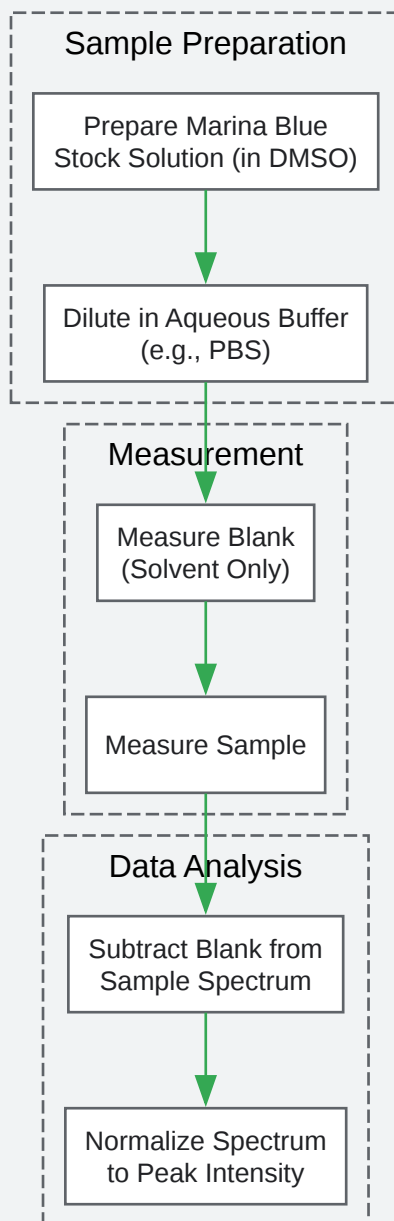 Sample Preparation
Prepare Marina Blue
Stock Solution (in DMSO)
Dilute in Aqueous Buffer
(e.g., PBS)
Measurement
Measure Blank
(Solvent Only)
Measure Sample
Data Analysis
Subtract Blank from
Sample Spectrum
Normalize Spectrum
to Peak Intensity